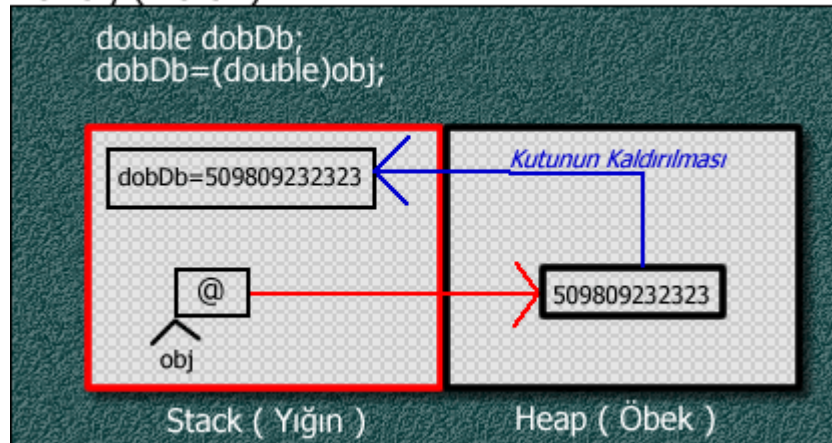 double dobDb;
dobDb=(double)obj;
Kutunun Kaldırılması
dobDb=509809232323
@
509809232323
obj
Stack ( Yığın )
Heap ( Öbek )